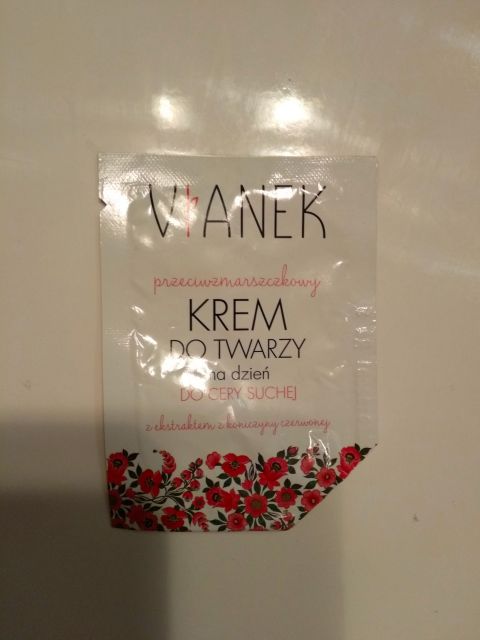 VIANEK
przeciwzmarszczkowy
KREM
DO TWARZY
na dzień
DO CERY SUCHEJ
z ekstraktem z koniczyny czerwonej